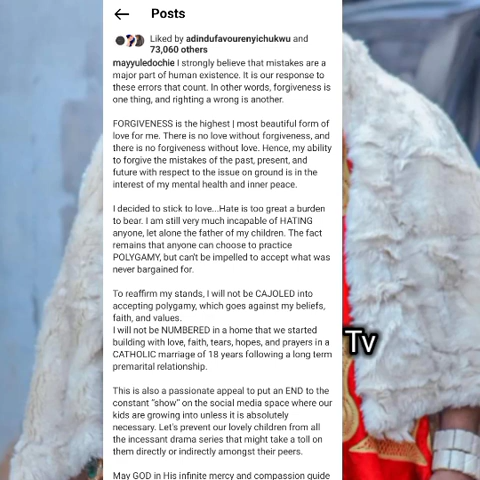 Posts
Liked by adindufavourenyichukwu and
73,060 others
mayyuledochie I strongly believe that mistakes are a
major part of human existence. It is our response to
these errors that count. In other words, forgiveness is
one thing, and righting a wrong is another.
FORGIVENESS is the highest | most beautiful form of
love for me. There is no love without forgiveness, and
there is no forgiveness without love. Hence, my ability
to forgive the mistakes of the past, present, and
future with respect to the issue on ground is in the
interest of my mental health and inner peace.
I decided to stick to love...Hate is too great a burden
to bear. I am still very much incapable of HATING
anyone, let alone the father of my children. The fact
remains that anyone can choose to practice
POLYGAMY, but can't be impelled to accept what was
never bargained for.
To reaffirm my stands, I will not be CAJOLED into
accepting polygamy, which goes against my beliefs,
faith, and values.
I will not be NUMBERED in a home that we started
building with love, faith, tears, hopes, and prayers in a
CATHOLIC marriage of 18 years following a long term
premarital relationship.
This is also a passionate appeal to put an END to the
constant "show" on the social media space where our
kids are growing into unless it is absolutely
necessary. Let's prevent our lovely children from all
the incessant drama series that might take a toll on
them directly or indirectly amongst their peers.
May GOD in His infinite mercy and compassion guide
Tv